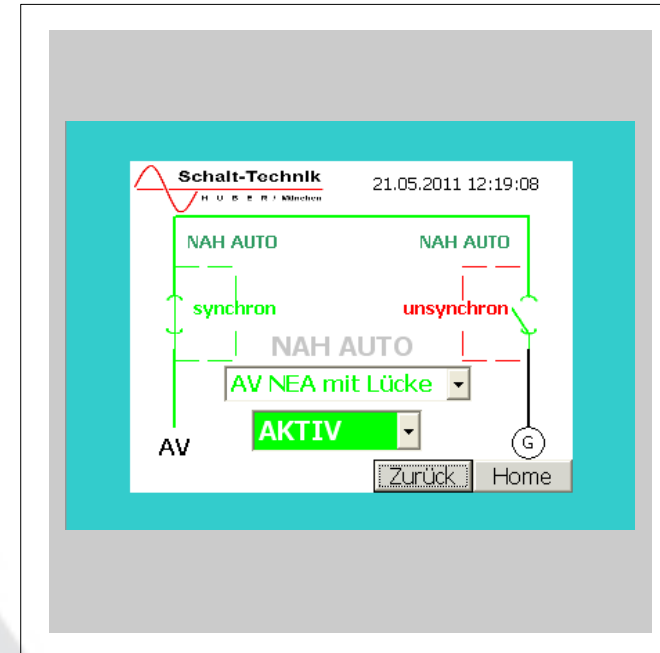 Schalt-Technik
H U B E R / München
21.05.2011 12:19:08
NAH AUTO
NAH AUTO
synchron
unsynchron
NAH AUTO
AV NEA mit Lücke
AKTIV
AV
G
Zurück
Home